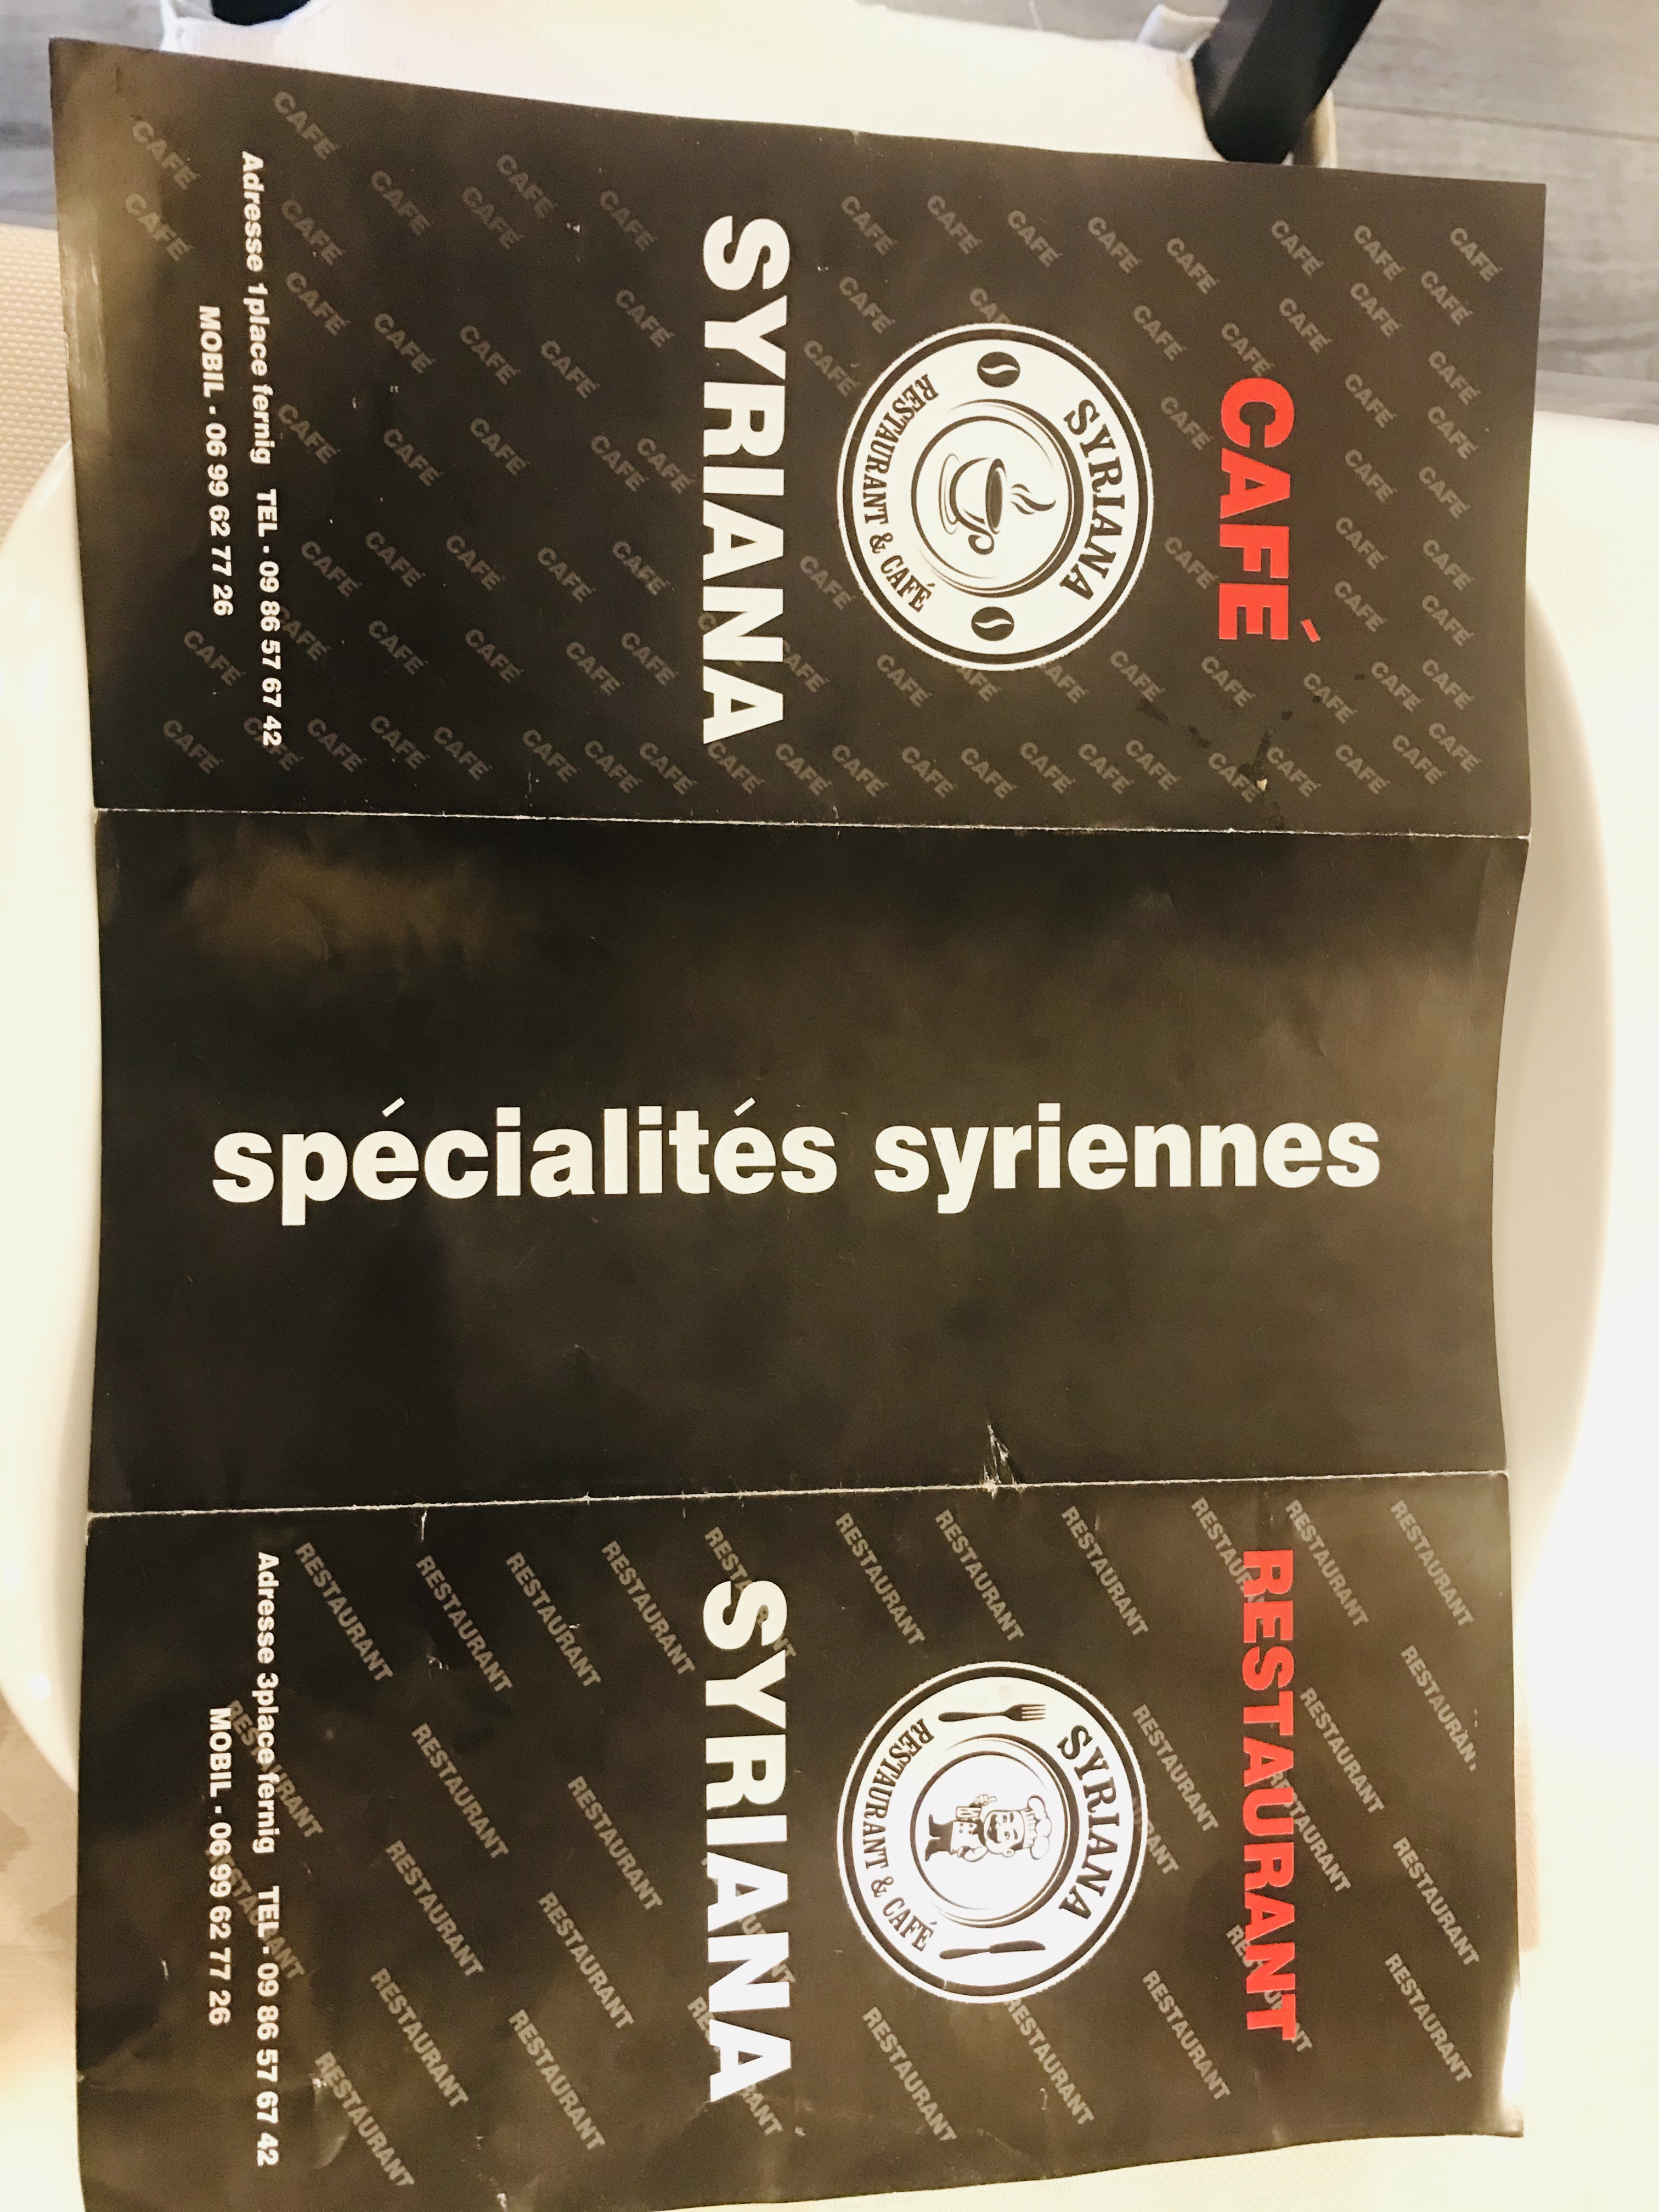 CAFÉ
SYRIANA
RESTAURANT & CAFÉ
SYRIANA
Adresse 1place fernig TEL - 09 86 57 67 42
MOBIL - 06 99 62 77 26
spécialités syriennes
RESTAURANT
SYRIANA
RESTAURANT & CAFÉ
SYRIANA
Adresse 3place fernig TEL - 09 86 57 67 42
MOBIL - 06 99 62 77 26